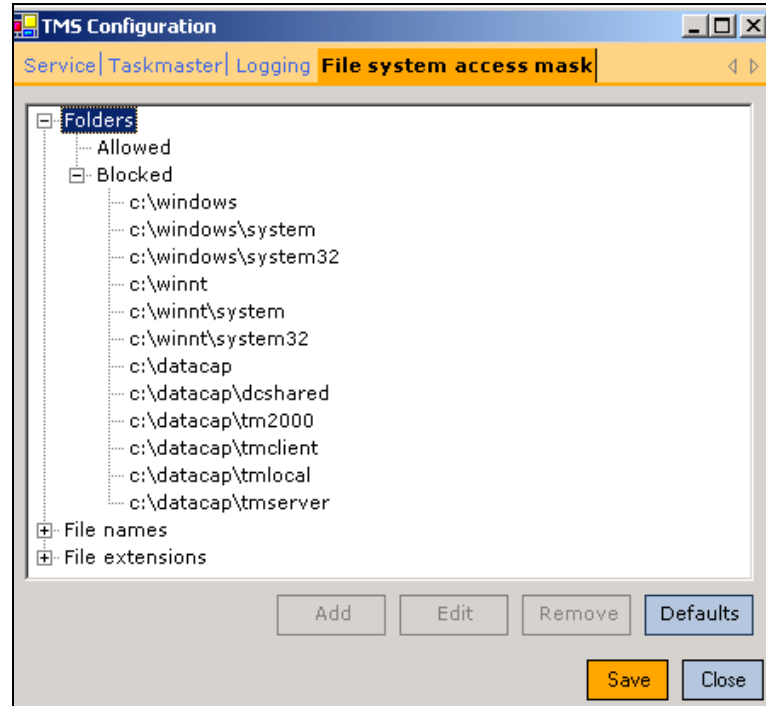 TMS Configuration
Service| Taskmaster| Logging File system access mask
Folders
Allowed
Blocked
c:\windows
c:\windows\system
c:\windows\system32
c:\winnt
c:\winnt\system
c:\winnt\system32
c:\datacap
c:\datacap\dcshared
c:\datacap\tm2000
c:\datacap\tmclient
c:\datacap\tmlocal
c:\datacap\tmserver
File names
File extensions
Add Edit Remove Defaults
Save Close